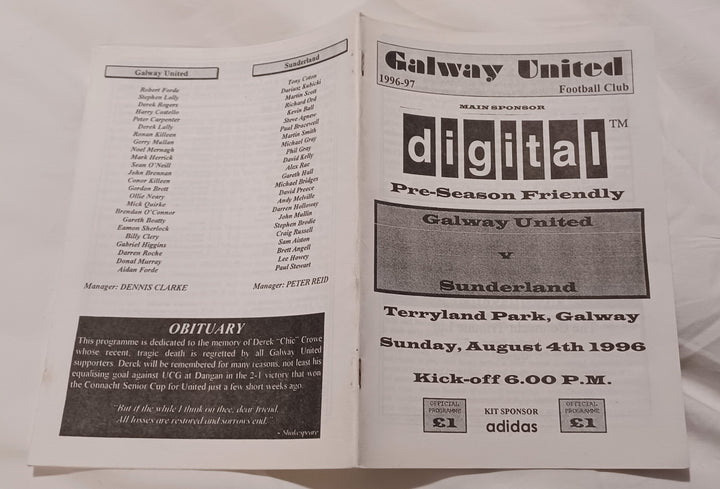 Galway United
Robert Forde
Stephen Lally
Derek Rogers
Harry Costello
Peter Carpenter
Derek Lally
Ronan Killeen
Gerry Mullan
Noel Mernagh
Mark Herrick
Sean O'Neill
John Brennan
Conor Killeen
Gordon Brett
Ollie Neary
Mick Quirke
Brendan O'Connor
Gareth Beatty
Eamon Sherlock
Billy Clery
Gabriel Higgins
Darren Roche
Donal Murray
Aidan Forde
Manager: DENNIS CLARKE
Sunderland
Tony Coton
Dariusz Kubicki
Martin Scott
Richard Ord
Kevin Ball
Steve Agnew
Paul Bracewell
Martin Smith
Michael Gray
Phil Gray
David Kelly
Alex Rae
Gareth Hall
Michael Bridges
David Preece
Andy Melville
Darren Holloway
John Mullin
Stephen Brodie
Craig Russell
Sam Aiston
Brett Angell
Lee Howey
Paul Stewart
Manager: PETER REID
OBITUARY
This programme is dedicated to the memory of Derek "Chic" Crowe
whose recent, tragic death is regretted by all Galway United
supporters. Derek will be remembered for many reasons, not least his
equalising goal against UCG at Dangan in the 2-1 victory that won
the Connacht Senior Cup for United just a few short weeks ago.
"But if the while I think on thee, dear friend,
All losses are restored and sorrows end."
- Shakespeare
Galway United
1996-97 Football Club
MAIN SPONSOR
digital TM
Pre-Season Friendly
Galway United
v
Sunderland
Terryland Park, Galway
Sunday, August 4th 1996
Kick-off 6.00 P.M.
OFFICIAL
PROGRAMME
£1
KIT SPONSOR
adidas
OFFICIAL
PROGRAMME
£1